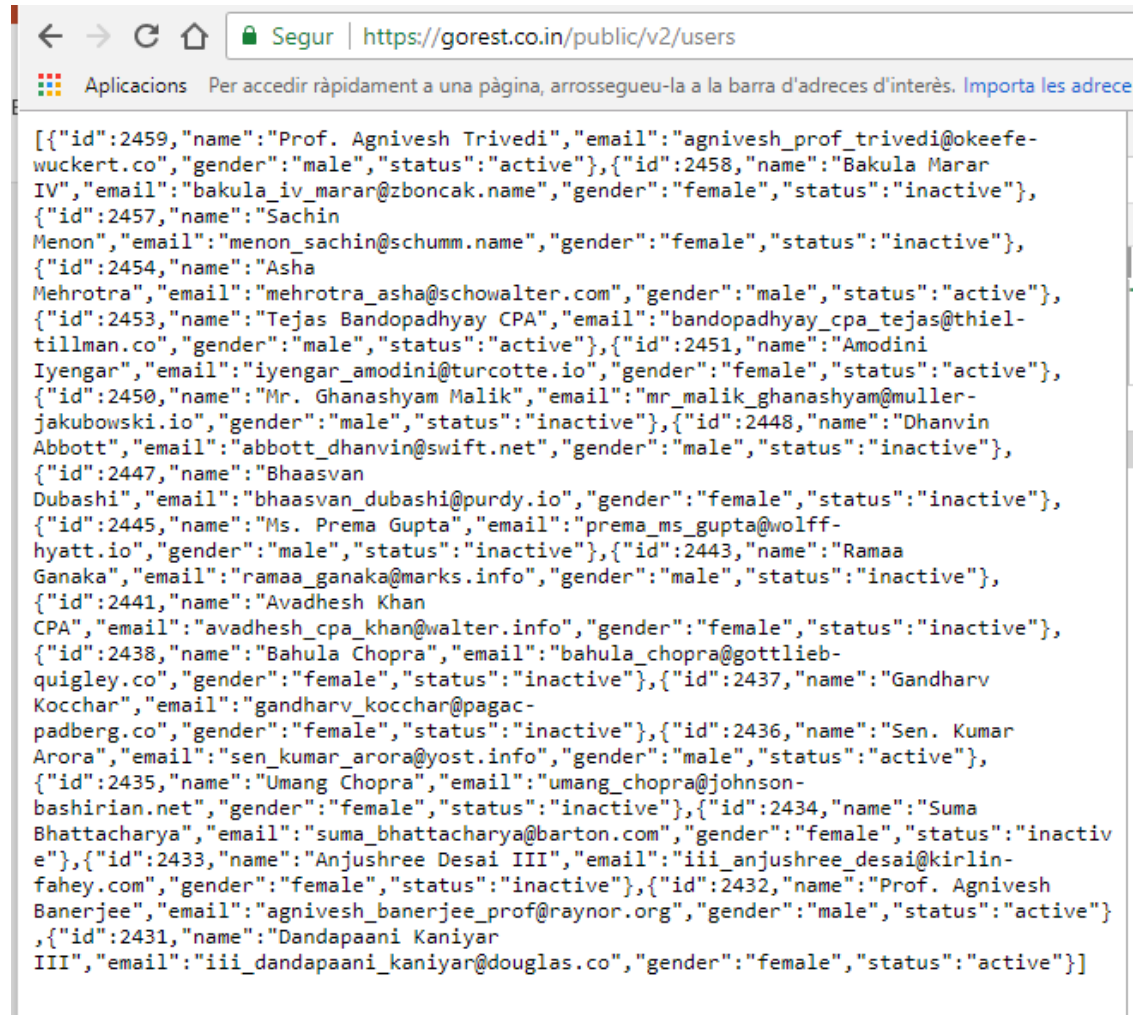 Segur | https://gorest.co.in/public/v2/users
Aplicacions Per accedir ràpidament a una pàgina, arrossegueu-la a la barra d'adreces d'interès. Importa les adrece
[{"id":2459,"name":"Prof. Agnivesh Trivedi","email":"agnivesh_prof_trivedi@okeefe-
wuckert.co","gender":"male","status":"active"},{"id":2458,"name":"Bakula Marar
IV","email":"bakula_iv_marar@zboncak.name","gender":"female","status":"inactive"},
{"id":2457,"name":"Sachin
Menon","email":"menon_sachin@schumm.name","gender":"female","status":"inactive"},
{"id":2454,"name":"Asha
Mehrotra","email":"mehrotra_asha@schowalter.com","gender":"male","status":"active"},
{"id":2453,"name":"Tejas Bandopadhyay CPA","email":"bandopadhyay_cpa_tejas@thiel-
tillman.co","gender":"male","status":"active"},{"id":2451,"name":"Amodini
Iyengar","email":"iyengar_amodini@turcotte.io","gender":"female","status":"active"},
{"id":2450,"name":"Mr. Ghanashyam Malik","email":"mr_malik_ghanashyam@muller-
jakubowski.io","gender":"male","status":"inactive"},{"id":2448,"name":"Dhanvin
Abbott","email":"abbott_dhanvin@swift.net","gender":"male","status":"inactive"},
{"id":2447,"name":"Bhaasvan
Dubashi","email":"bhaasvan_dubashi@purdy.io","gender":"female","status":"inactive"},
{"id":2445,"name":"Ms. Prema Gupta","email":"prema_ms_gupta@wolff-
hyatt.io","gender":"male","status":"inactive"},{"id":2443,"name":"Ramaa
Ganaka","email":"ramaa_ganaka@marks.info","gender":"male","status":"inactive"},
{"id":2441,"name":"Avadhesh Khan
CPA","email":"avadhesh_cpa_khan@walter.info","gender":"female","status":"inactive"},
{"id":2438,"name":"Bahula Chopra","email":"bahula_chopra@gottlieb-
quigley.co","gender":"female","status":"inactive"},{"id":2437,"name":"Gandharv
Kocchar","email":"gandharv_kocchar@pagac-
padberg.co","gender":"female","status":"inactive"},{"id":2436,"name":"Sen. Kumar
Arora","email":"sen_kumar_arora@yost.info","gender":"male","status":"active"},
{"id":2435,"name":"Umang Chopra","email":"umang_chopra@johnson-
bashirian.net","gender":"female","status":"inactive"},{"id":2434,"name":"Suma
Bhattacharya","email":"suma_bhattacharya@barton.com","gender":"female","status":"inactiv
e"},{"id":2433,"name":"Anjushree Desai III","email":"iii_anjushree_desai@kirlin-
fahey.com","gender":"female","status":"inactive"},{"id":2432,"name":"Prof. Agnivesh
Banerjee","email":"agnivesh_banerjee_prof@raynor.org","gender":"male","status":"active"}
,{"id":2431,"name":"Dandapaani Kaniyar
III","email":"iii_dandapaani_kaniyar@douglas.co","gender":"female","status":"active"}]